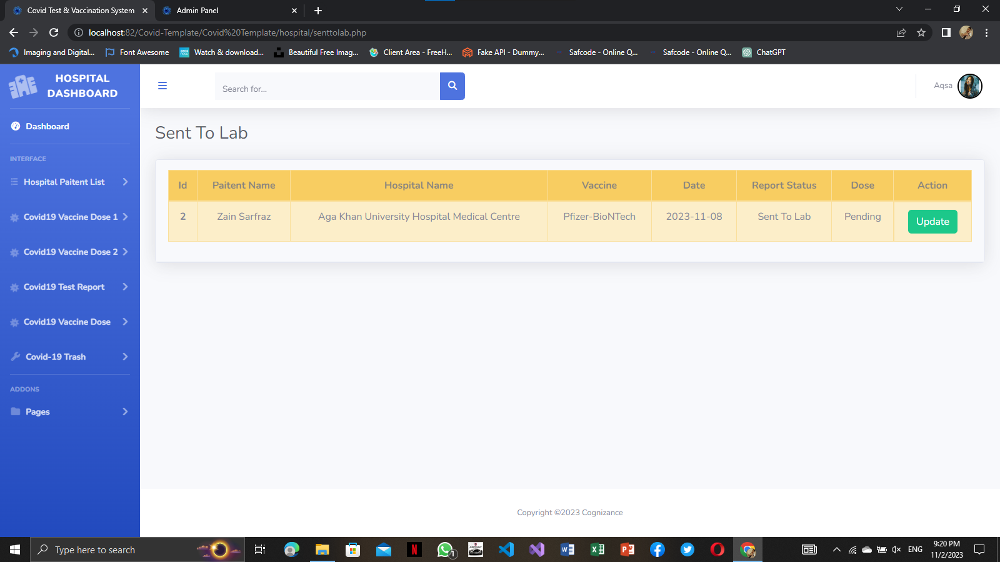 Covid Test & Vaccination System
Admin Panel
localhost:82/Covid-Template/Covid%20Template/hospital/senttolab.php
Imaging and Digital...
Font Awesome
Watch & download...
Beautiful Free Imag...
Client Area - FreeH...
Fake API - Dummy...
Safcode - Online Q...
Safcode - Online Q...
ChatGPT
HOSPITAL
DASHBOARD
Search for...
Aqsa
Dashboard
INTERFACE
Hospital Paitent List
Covid19 Vaccine Dose 1
Covid19 Vaccine Dose 2
Covid19 Test Report
Covid19 Vaccine Dose
Covid-19 Trash
ADDONS
Pages
Sent To Lab
Id Paitent Name Hospital Name Vaccine Date Report Status Dose Action
2 Zain Sarfraz Aga Khan University Hospital Medical Centre Pfizer-BioNTech 2023-11-08 Sent To Lab Pending Update
Copyright ©2023 Cognizance
Type here to search
1
ENG
9:20 PM
11/2/2023